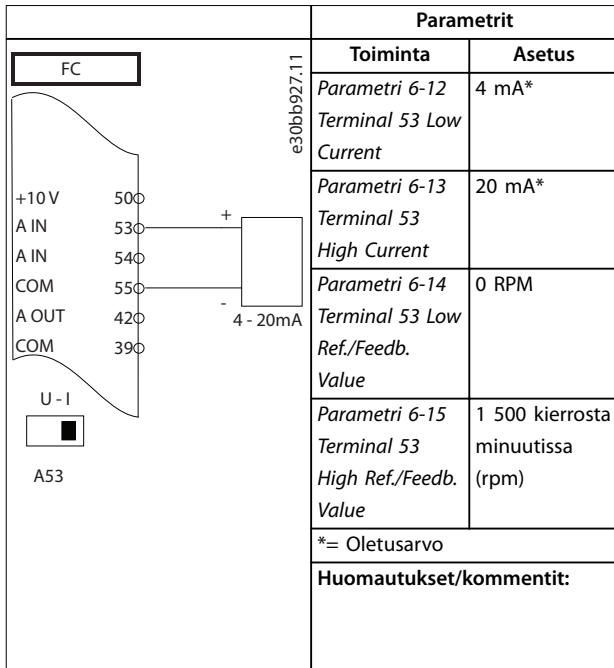 Parametrit
FC
e30bb927.11
+10 V 50
A IN 53
A IN 54
COM 55
A OUT 42
COM 39
+
-
4 - 20mA
U - I
A53
Toiminta Asetus
Parametri 6-12 4 mA*
Terminal 53 Low
Current
Parametri 6-13 20 mA*
Terminal 53
High Current
Parametri 6-14 0 RPM
Terminal 53 Low
Ref./Feedb.
Value
Parametri 6-15 1 500 kierrosta
Terminal 53 minuutissa
High Ref./Feedb. (rpm)
Value
*= Oletusarvo
Huomautukset/kommentit: